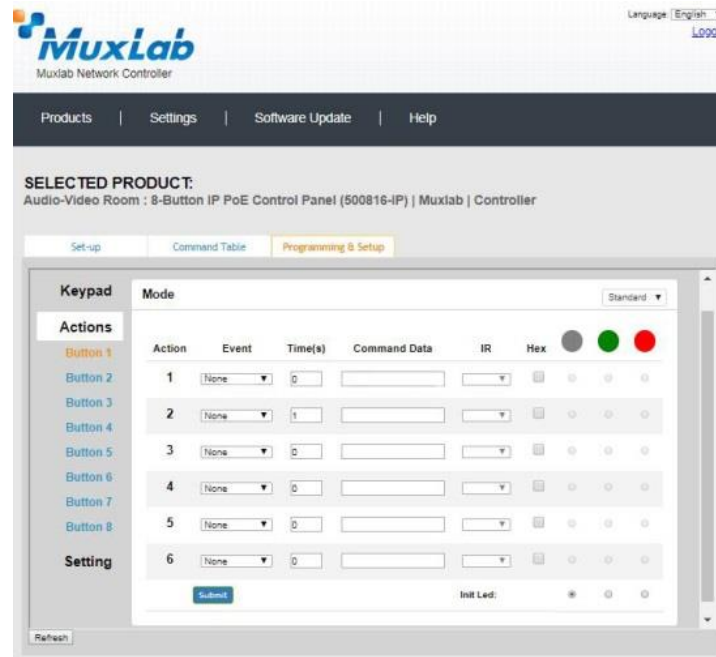 Language: English
Logo
MuxLab
Muxlab Network Controller
Products | Settings | Software Update | Help
SELECTED PRODUCT:
Audio-Video Room : 8-Button IP PoE Control Panel (500816-IP) | Muxlab | Controller
Set-up Command Table Programming & Setup
Keypad
Actions
Button 1
Button 2
Button 3
Button 4
Button 5
Button 6
Button 7
Button 8
Setting
Mode Standard
Action Event Time(s) Command Data IR Hex
1 None 0
2 None 1
3 None 0
4 None 0
5 None 0
6 None 0
Submit Init Led:
Refresh